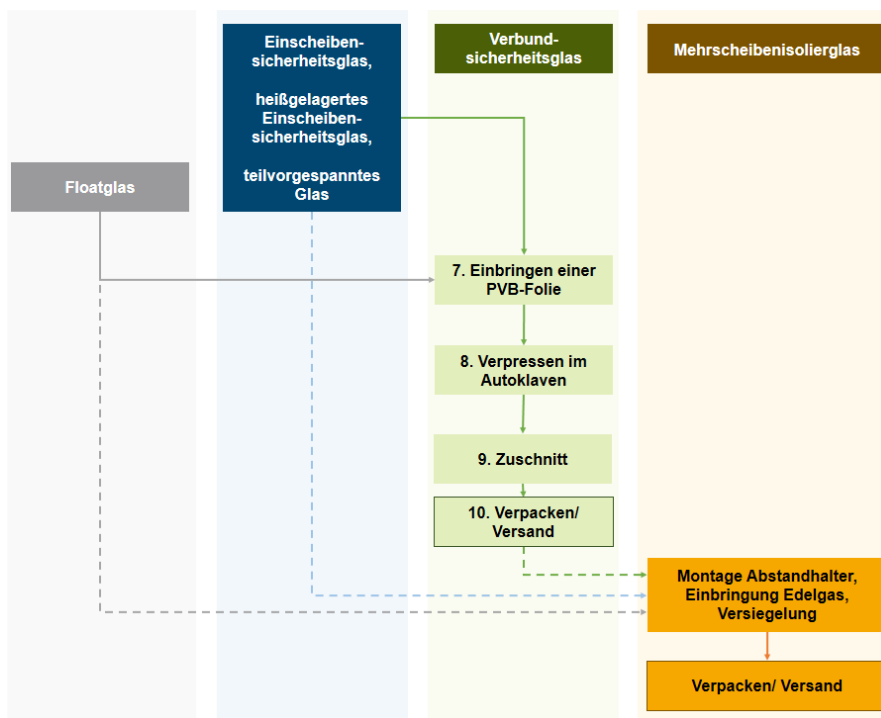 Einscheiben-
sicherheitsglas,
heißgelagertes
Einscheiben-
sicherheitsglas,
teilvorgespanntes
Glas
Verbund-
sicherheitsglas
Mehrscheibenisolierglas
Floatglas
7. Einbringen einer
PVB-Folie
8. Verpressen im
Autoklaven
9. Zuschnitt
10. Verpacken/
Versand
Montage Abstandhalter,
Einbringung Edelgas,
Versiegelung
Verpacken/ Versand